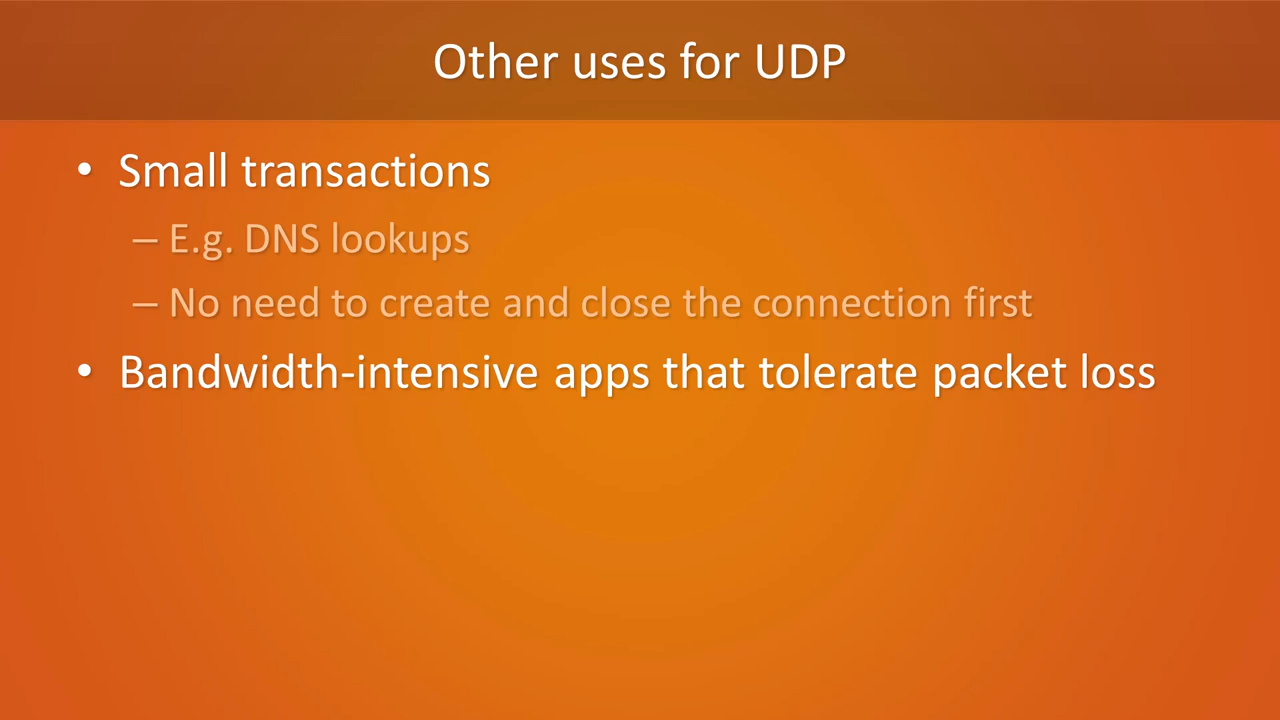 Other uses for UDP
• Small transactions
– E.g. DNS lookups
– No need to create and close the connection first
• Bandwidth-intensive apps that tolerate packet loss